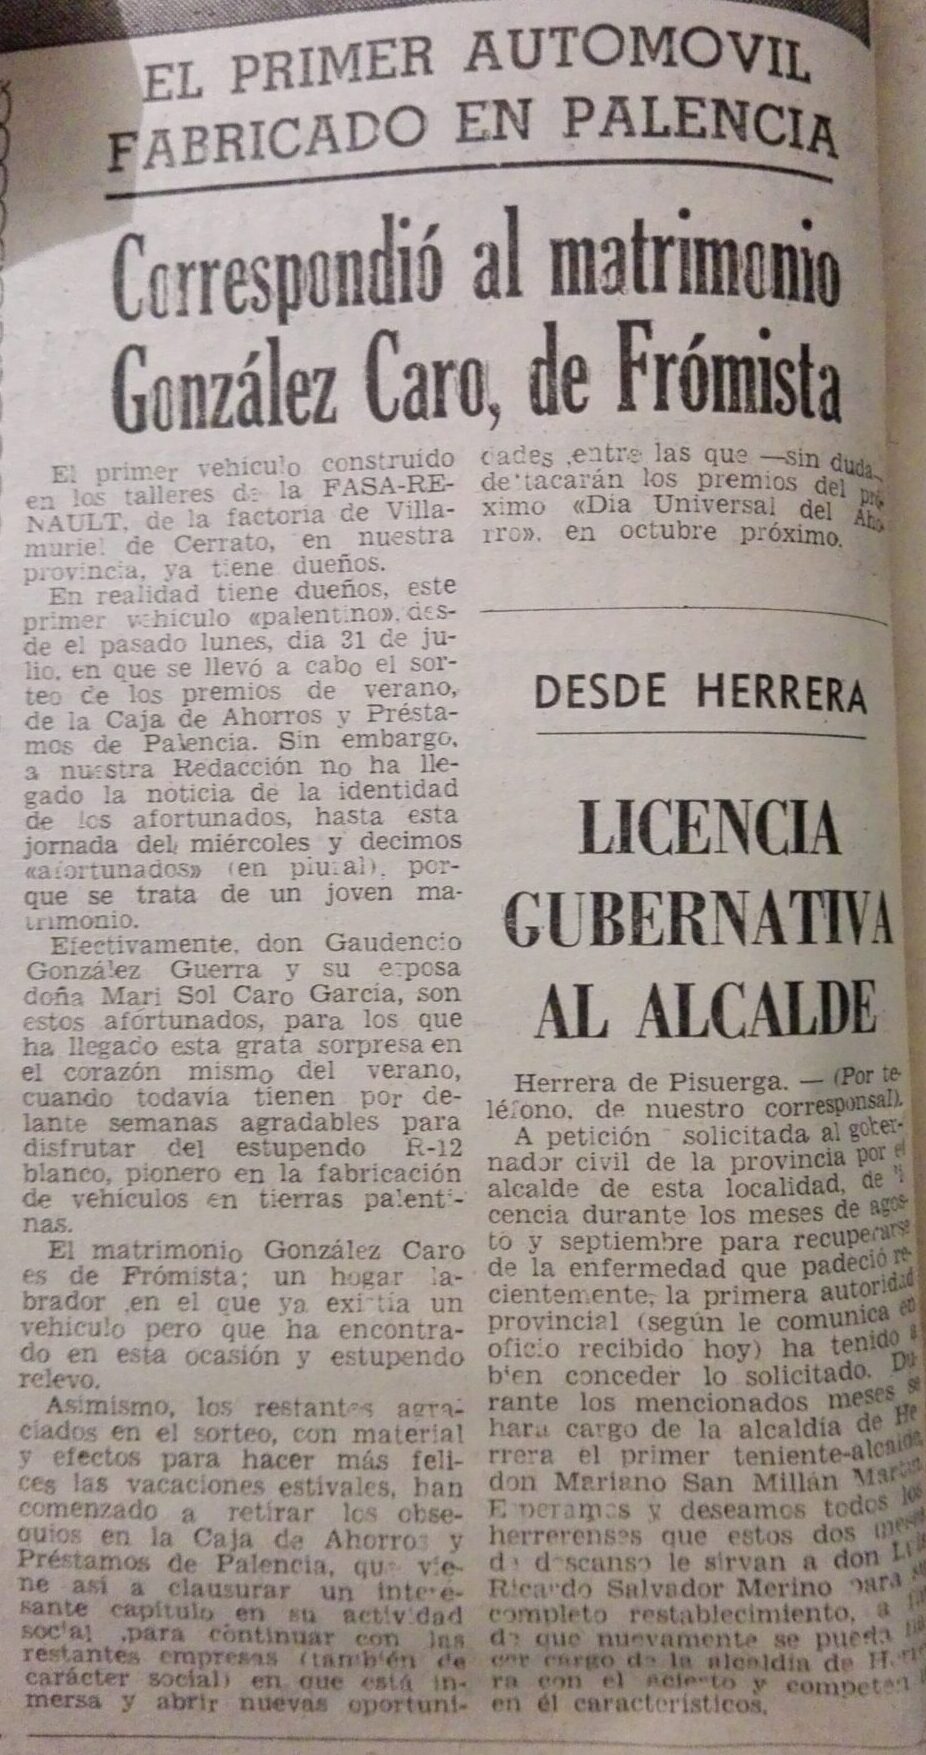 EL PRIMER AUTOMOVIL
FABRICADO EN PALENCIA
Correspondió al matrimonio
González Caro, de Frómista
El primer vehículo construido
en los talleres de la FASA-RE-
NAULT, de la factoria de Villa-
muriel de Cerrato, en nuestra
provincia, ya tiene dueños.
En realidad tiene dueños, este
primer vehículo «palentino», des-
de el pasado lunes, dia 31 de ju-
lio, en que se llevó a cabo el sor-
teo de los premios de verano,
de la Caja de Ahorros y Présta-
mos de Palencia. Sin embargo,
a nuestra Redacción no ha lle-
gado la noticia de la identidad
de los afortunados, hasta esta
jornada del miércoles y decimos
«afortunados» (en plural), por-
que se trata de un joven ma-
trimonio.
Efectivamente, don Gaudencio
González Guerra y su esposa
doña Mari Sol Caro García, son
estos afortunados, para los que
ha llegado esta grata sorpresa en
el corazón mismo del verano,
cuando todavía tienen por de-
lante semanas agradables para
disfrutar del estupendo R-12
blanco, pionero en la fabricación
de vehículos en tierras palenti-
nas.
El matrimonio González Caro
es de Frómista; un hogar la-
brador ,en el que ya existía un
vehículo pero que ha encontra-
do en esta ocasión y estupendo
relevo.
Asimismo, los restantes agra-
ciados en el sorteo, con material
y efectos para hacer más feli-
ces las vacaciones estivales, han
comenzado a retirar los obse-
quios en la Caja de Ahorros y
Préstamos de Palencia, que vie-
ne así a clausurar un intere-
sante capítulo en su actividad
social ,para continuar con las
restantes empresas (también de
carácter social) en que está in-
mersa y abrir nuevas oportuni-
dades ,entre las que —sin duda—
destacarán los premios del pró-
ximo «Dia Universal del Aho-
rro», en octubre próximo.
DESDE HERRERA
LICENCIA
GUBERNATIVA
AL ALCALDE
Herrera de Pisuerga. — (Por te-
léfono, de nuestro corresponsal).
A petición solicitada al gober-
nador civil de la provincia por el
alcalde de esta localidad, de li-
cencia durante los meses de agos-
to y septiembre para recuperarse
de la enfermedad que padeció re-
cientemente, la primera autoridad
provincial (según le comunica en
oficio recibido hoy) ha tenido a
bien conceder lo solicitado. Du-
rante los mencionados meses se
hará cargo de la alcaldía de He-
rrera el primer teniente-alcalde
don Mariano San Millán Martín.
Esperamos y deseamos todos los
herrerenses que estos dos meses
de descanso le sirvan a don Luis
Ricardo Salvador Merino para su
completo restablecimiento, a
de que nuevamente se pueda
cer cargo de la alcaldía de Herre-
ra con el acierto y competen
en él característicos.